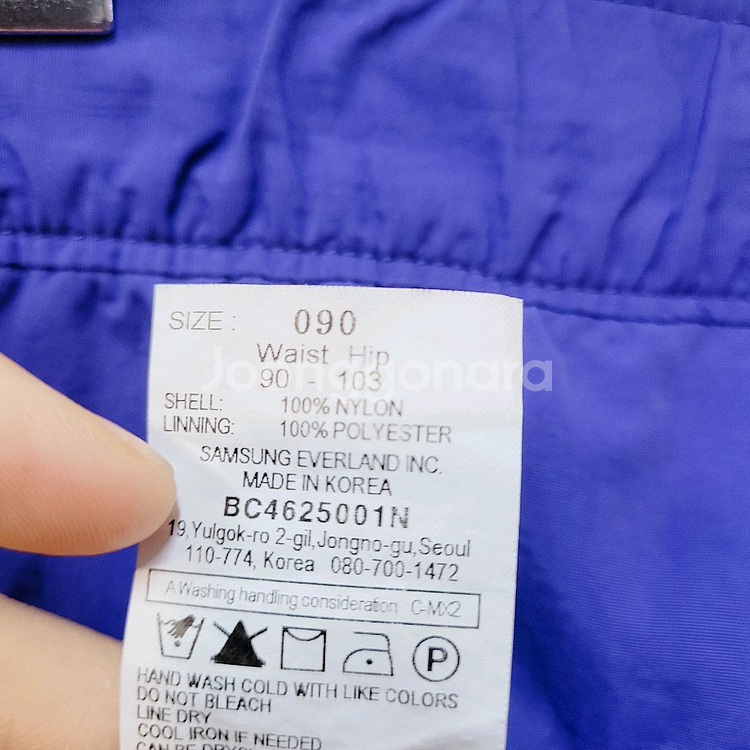 SIZE : 090
Waist Hip
90 - 103
SHELL: 100% NYLON
LINNING: 100% POLYESTER
SAMSUNG EVERLAND INC.
MADE IN KOREA
BC4625001N
19,Yulgok-ro 2-gil,Jongno-gu,Seoul
110-774, Korea 080-700-1472
A Washing handling consideration C-MX2
P
HAND WASH COLD WITH LIKE COLORS
DO NOT BLEACH
LINE DRY
COOL IRON IF NEEDED
CAN BE